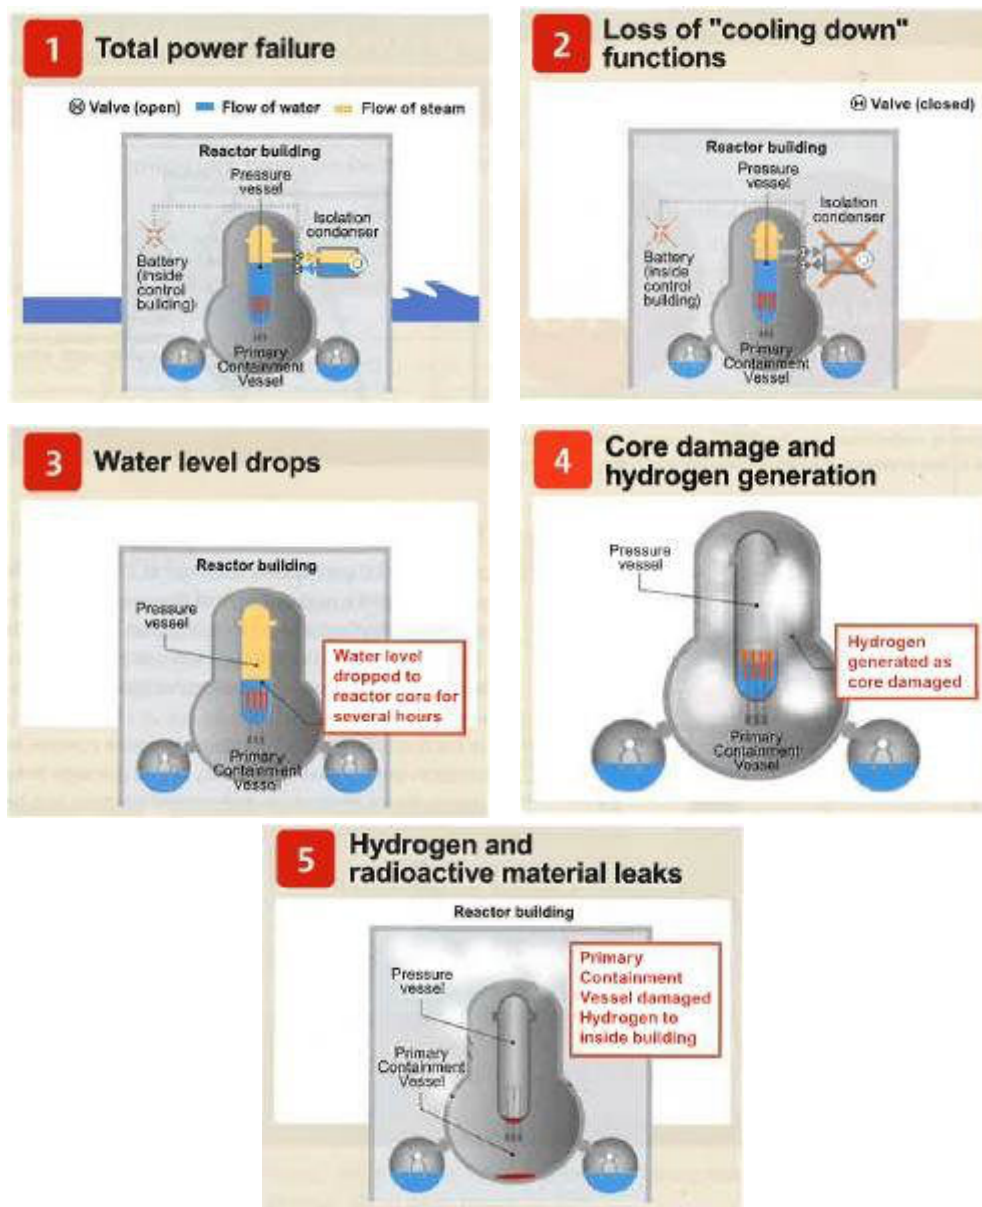 1 Total power failure
Valve (open) Flow of water Flow of steam
Reactor building
Pressure
vessel
Isolation
condenser
Battery
(inside
control
building)
Primary
Containment
Vessel
2 Loss of "cooling down"
functions
Valve (closed)
Reactor building
Pressure
vessel
Isolation
condenser
Battery
(inside
control
building)
Primary
Containment
Vessel
3 Water level drops
Reactor building
Pressure
vessel
Water level
dropped to
reactor core for
several hours
Primary
Containment
Vessel
4 Core damage and
hydrogen generation
Pressure
vessel
Hydrogen
generated as
core damaged
Primary
Containment
Vessel
5 Hydrogen and
radioactive material leaks
Reactor building
Primary
Containment
Vessel damaged
Hydrogen to
inside building
Pressure
vessel
Primary
Containment
Vessel